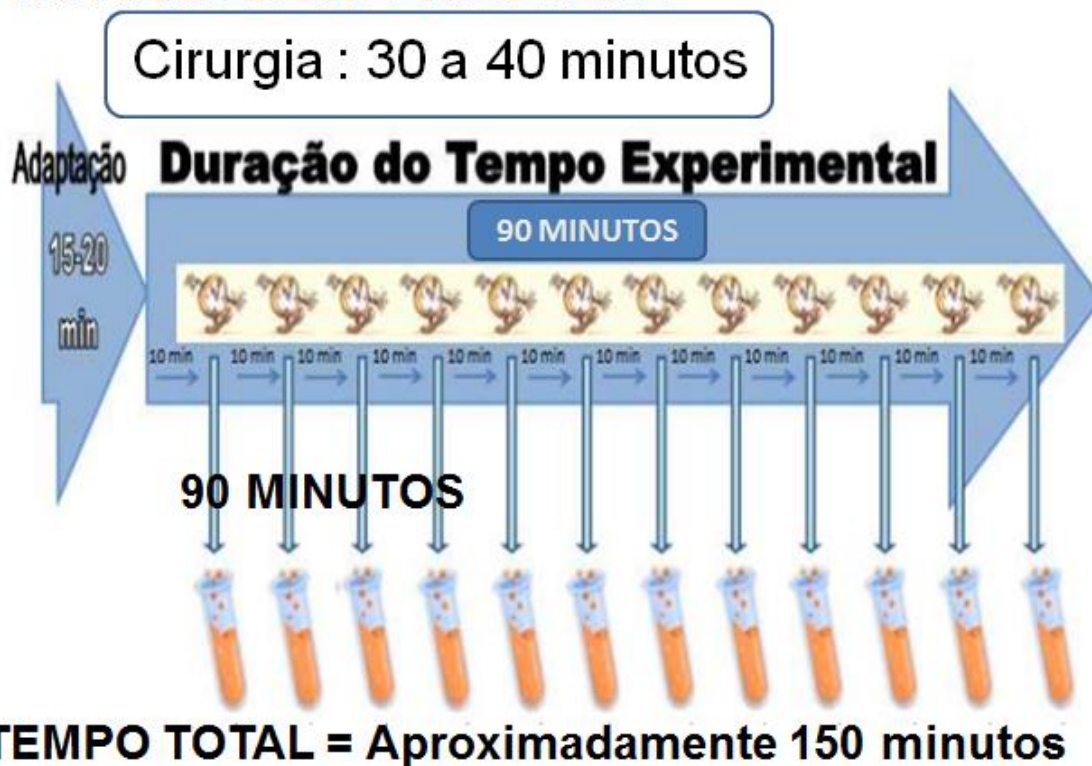 Cirurgia : 30 a 40 minutos
Adaptação
Duração do Tempo Experimental
15-20
min
90 MINUTOS
10 min 10 min 10 min 10 min 10 min 10 min 10 min 10 min 10 min 10 min 10 min 10 min
90 MINUTOS
TEMPO TOTAL = Aproximadamente 150 minutos